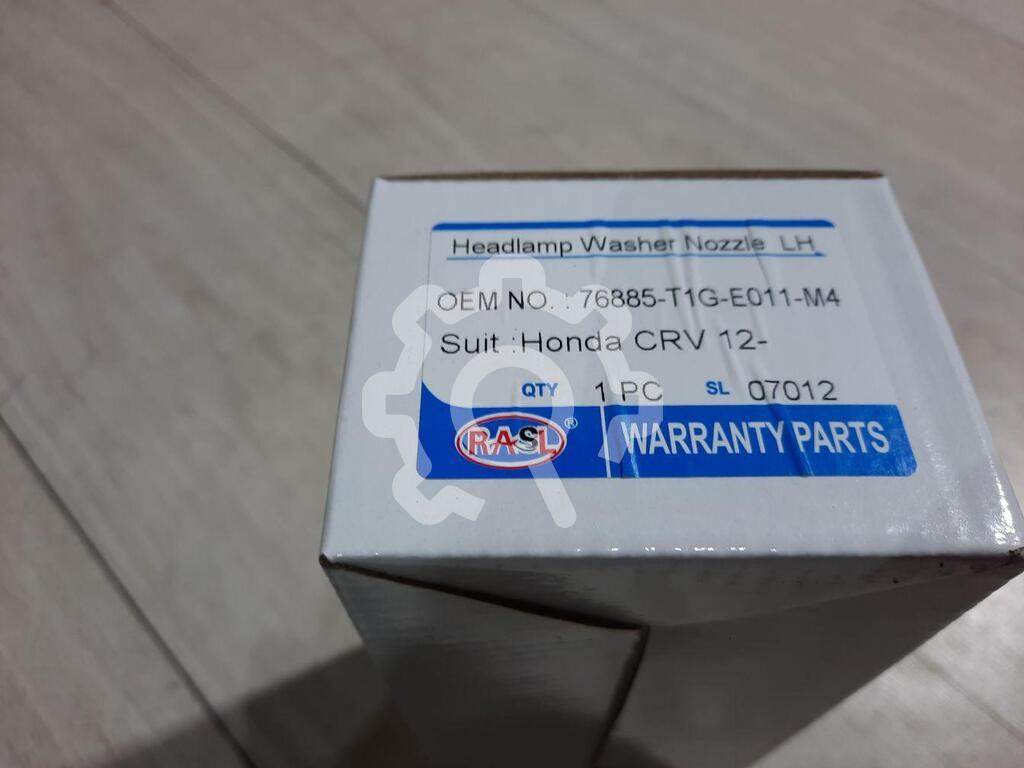 Headlamp Washer Nozzle LH
OEM NO. : 76885-T1G-E011-M4
Suit :Honda CRV 12-
QTY 1 PC SL 07012
RASL® WARRANTY PARTS